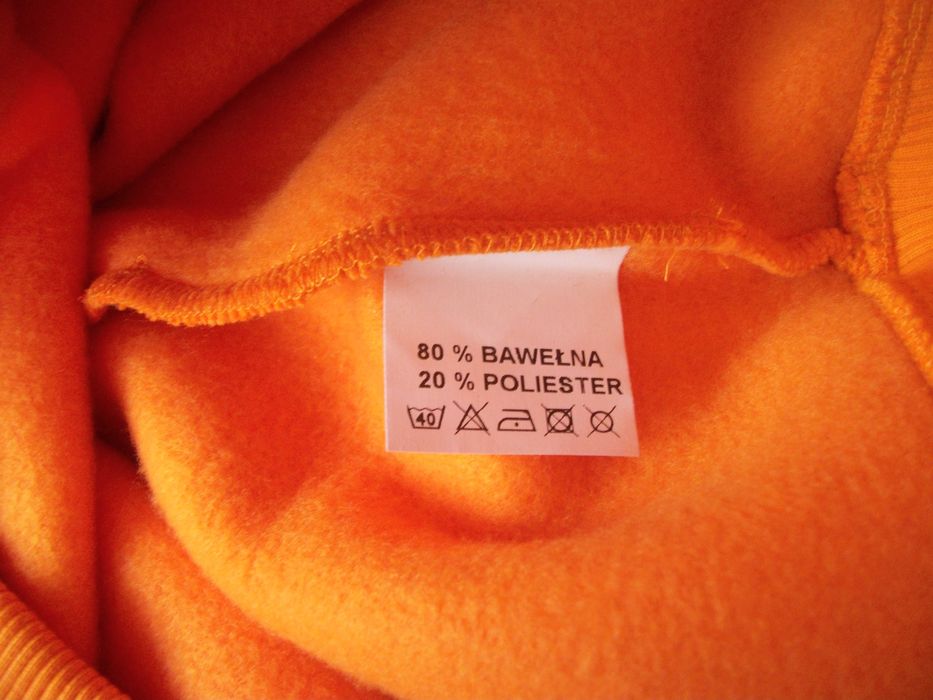 80 % BAWEŁNA
20 % POLIESTER
40